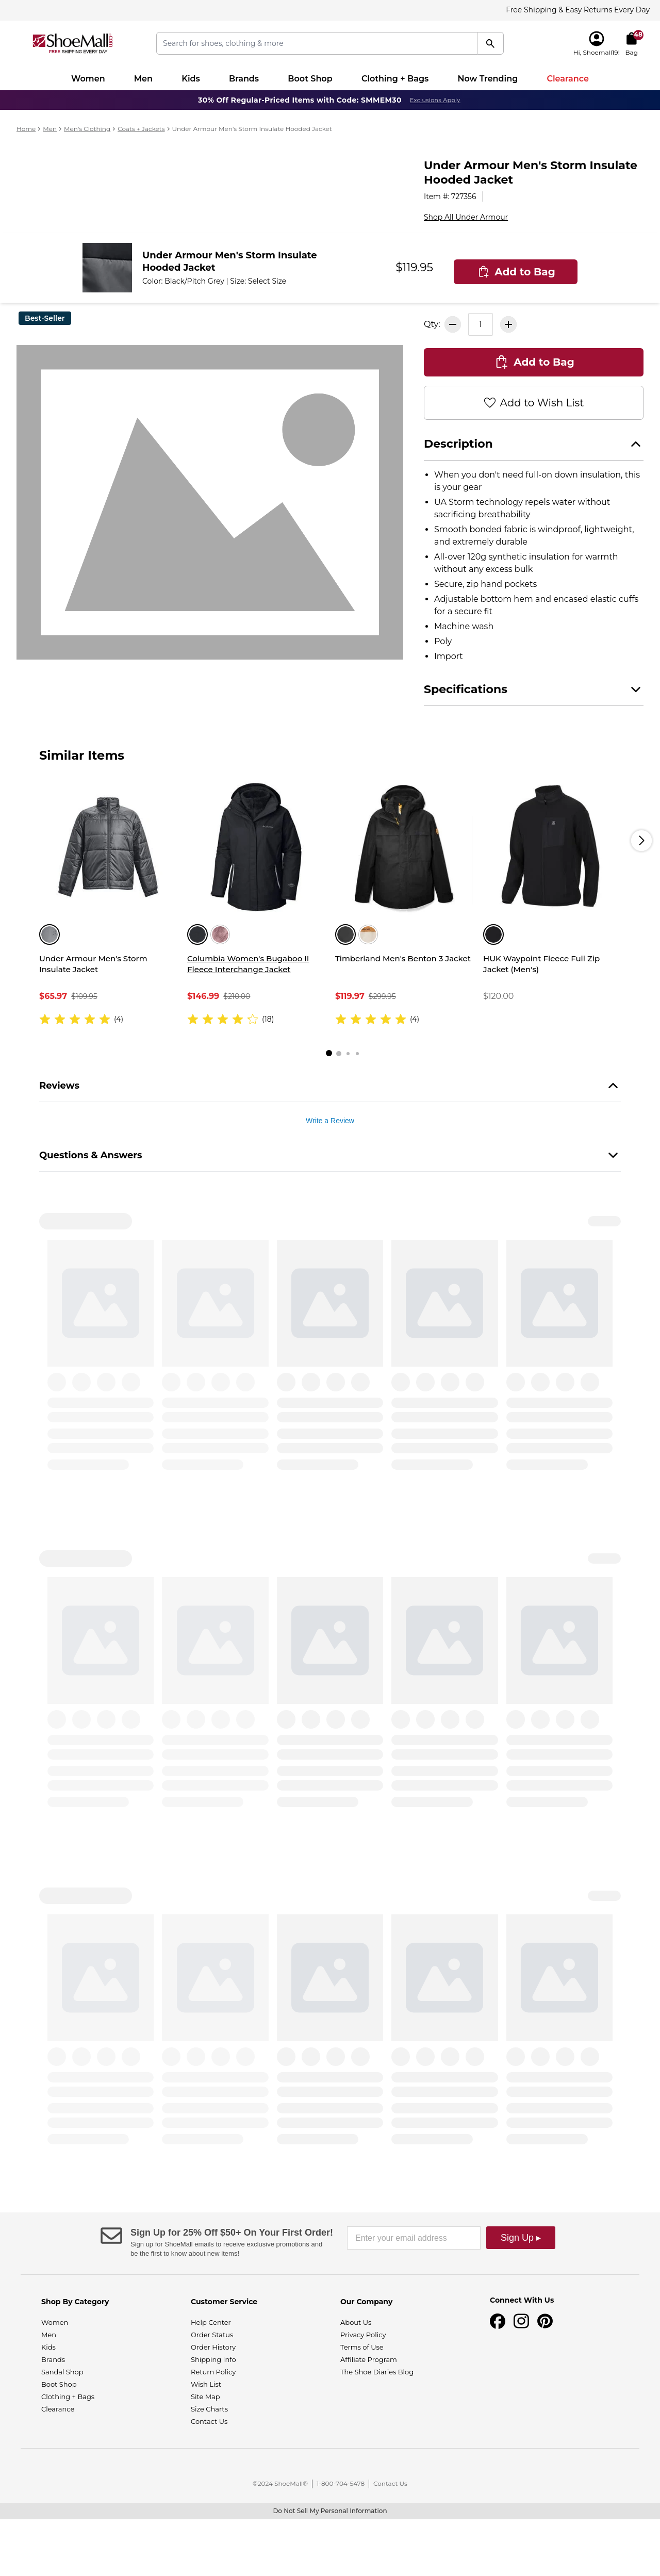 Free Shipping & Easy Returns Every Day
ShoeMall
FREE SHIPPING EVERY DAY
Search for shoes, clothing & more
48
Hi, Shoemall19!
Bag
Women
Men
Kids
Brands
Boot Shop
Clothing + Bags
Now Trending
Clearance
30% Off Regular-Priced Items with Code: SMMEM30 Exclusions Apply
Home > Men > Men's Clothing > Coats + Jackets > Under Armour Men's Storm Insulate Hooded Jacket
Under Armour Men's Storm Insulate
Hooded Jacket
Item #: 727356
Shop All Under Armour
Under Armour Men's Storm Insulate
Hooded Jacket
Color: Black/Pitch Grey | Size: Select Size
$119.95
Add to Bag
Best-Seller
Qty:
1
Add to Bag
Add to Wish List
Description
• When you don't need full-on down insulation, this
is your gear
• UA Storm technology repels water without
sacrificing breathability
• Smooth bonded fabric is windproof, lightweight,
and extremely durable
• All-over 120g synthetic insulation for warmth
without any excess bulk
• Secure, zip hand pockets
• Adjustable bottom hem and encased elastic cuffs
for a secure fit
• Machine wash
• Poly
• Import
Specifications
Similar Items
Under Armour Men's Storm
Insulate Jacket
$65.97 $109.95
(4)
Columbia Women's Bugaboo II
Fleece Interchange Jacket
$146.99 $210.00
(18)
Timberland Men's Benton 3 Jacket
$119.97 $299.95
(4)
HUK Waypoint Fleece Full Zip
Jacket (Men's)
$120.00
Reviews
Write a Review
Questions & Answers
Sign Up for 25% Off $50+ On Your First Order!
Sign up for ShoeMall emails to receive exclusive promotions and
be the first to know about new items!
Enter your email address
Sign Up ▸
Shop By Category
Women
Men
Kids
Brands
Sandal Shop
Boot Shop
Clothing + Bags
Clearance
Customer Service
Help Center
Order Status
Order History
Shipping Info
Return Policy
Wish List
Site Map
Size Charts
Contact Us
Our Company
About Us
Privacy Policy
Terms of Use
Affiliate Program
The Shoe Diaries Blog
Connect With Us
©2024 ShoeMall® | 1-800-704-5478 | Contact Us
Do Not Sell My Personal Information